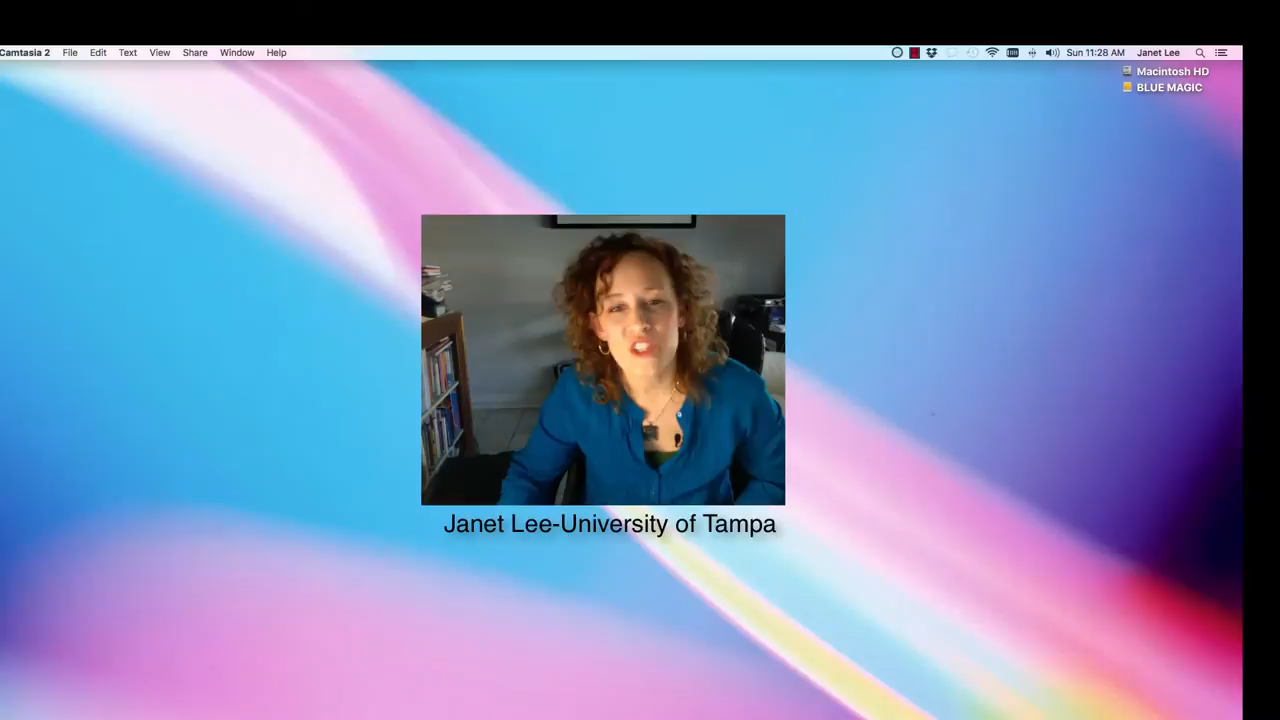 Camtasia 2 File Edit Text View Share Window Help Sun 11:28 AM Janet Lee
Macintosh HD
BLUE MAGIC
Janet Lee-University of Tampa